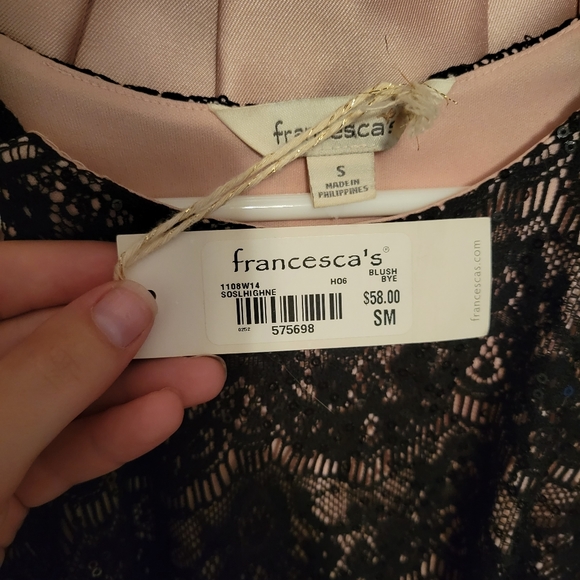 francesca's
S
MADE IN
PHILIPPINES
francesca's®
1108W14 H06 BLUSH
SOSLHIGHNE BYE
$58.00
SM
575698
francescas.com